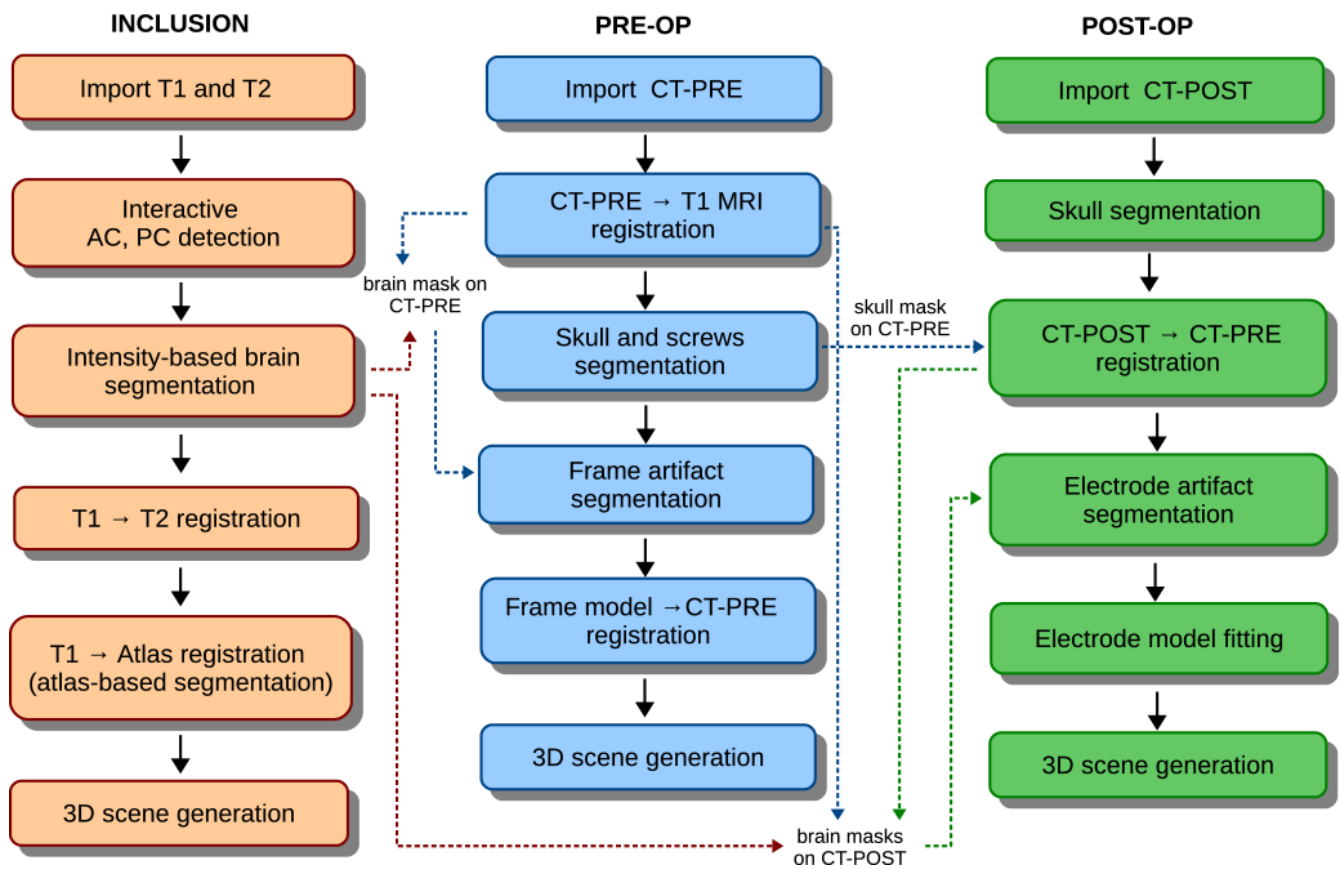 INCLUSION
Import T1 and T2
Interactive
AC, PC detection
Intensity-based brain
segmentation
T1 → T2 registration
T1 → Atlas registration
(atlas-based segmentation)
3D scene generation
brain mask on
CT-PRE
PRE-OP
Import CT-PRE
CT-PRE → T1 MRI
registration
Skull and screws
segmentation
Frame artifact
segmentation
Frame model →CT-PRE
registration
3D scene generation
skull mask
on CT-PRE
brain masks
on CT-POST
POST-OP
Import CT-POST
Skull segmentation
CT-POST → CT-PRE
registration
Electrode artifact
segmentation
Electrode model fitting
3D scene generation